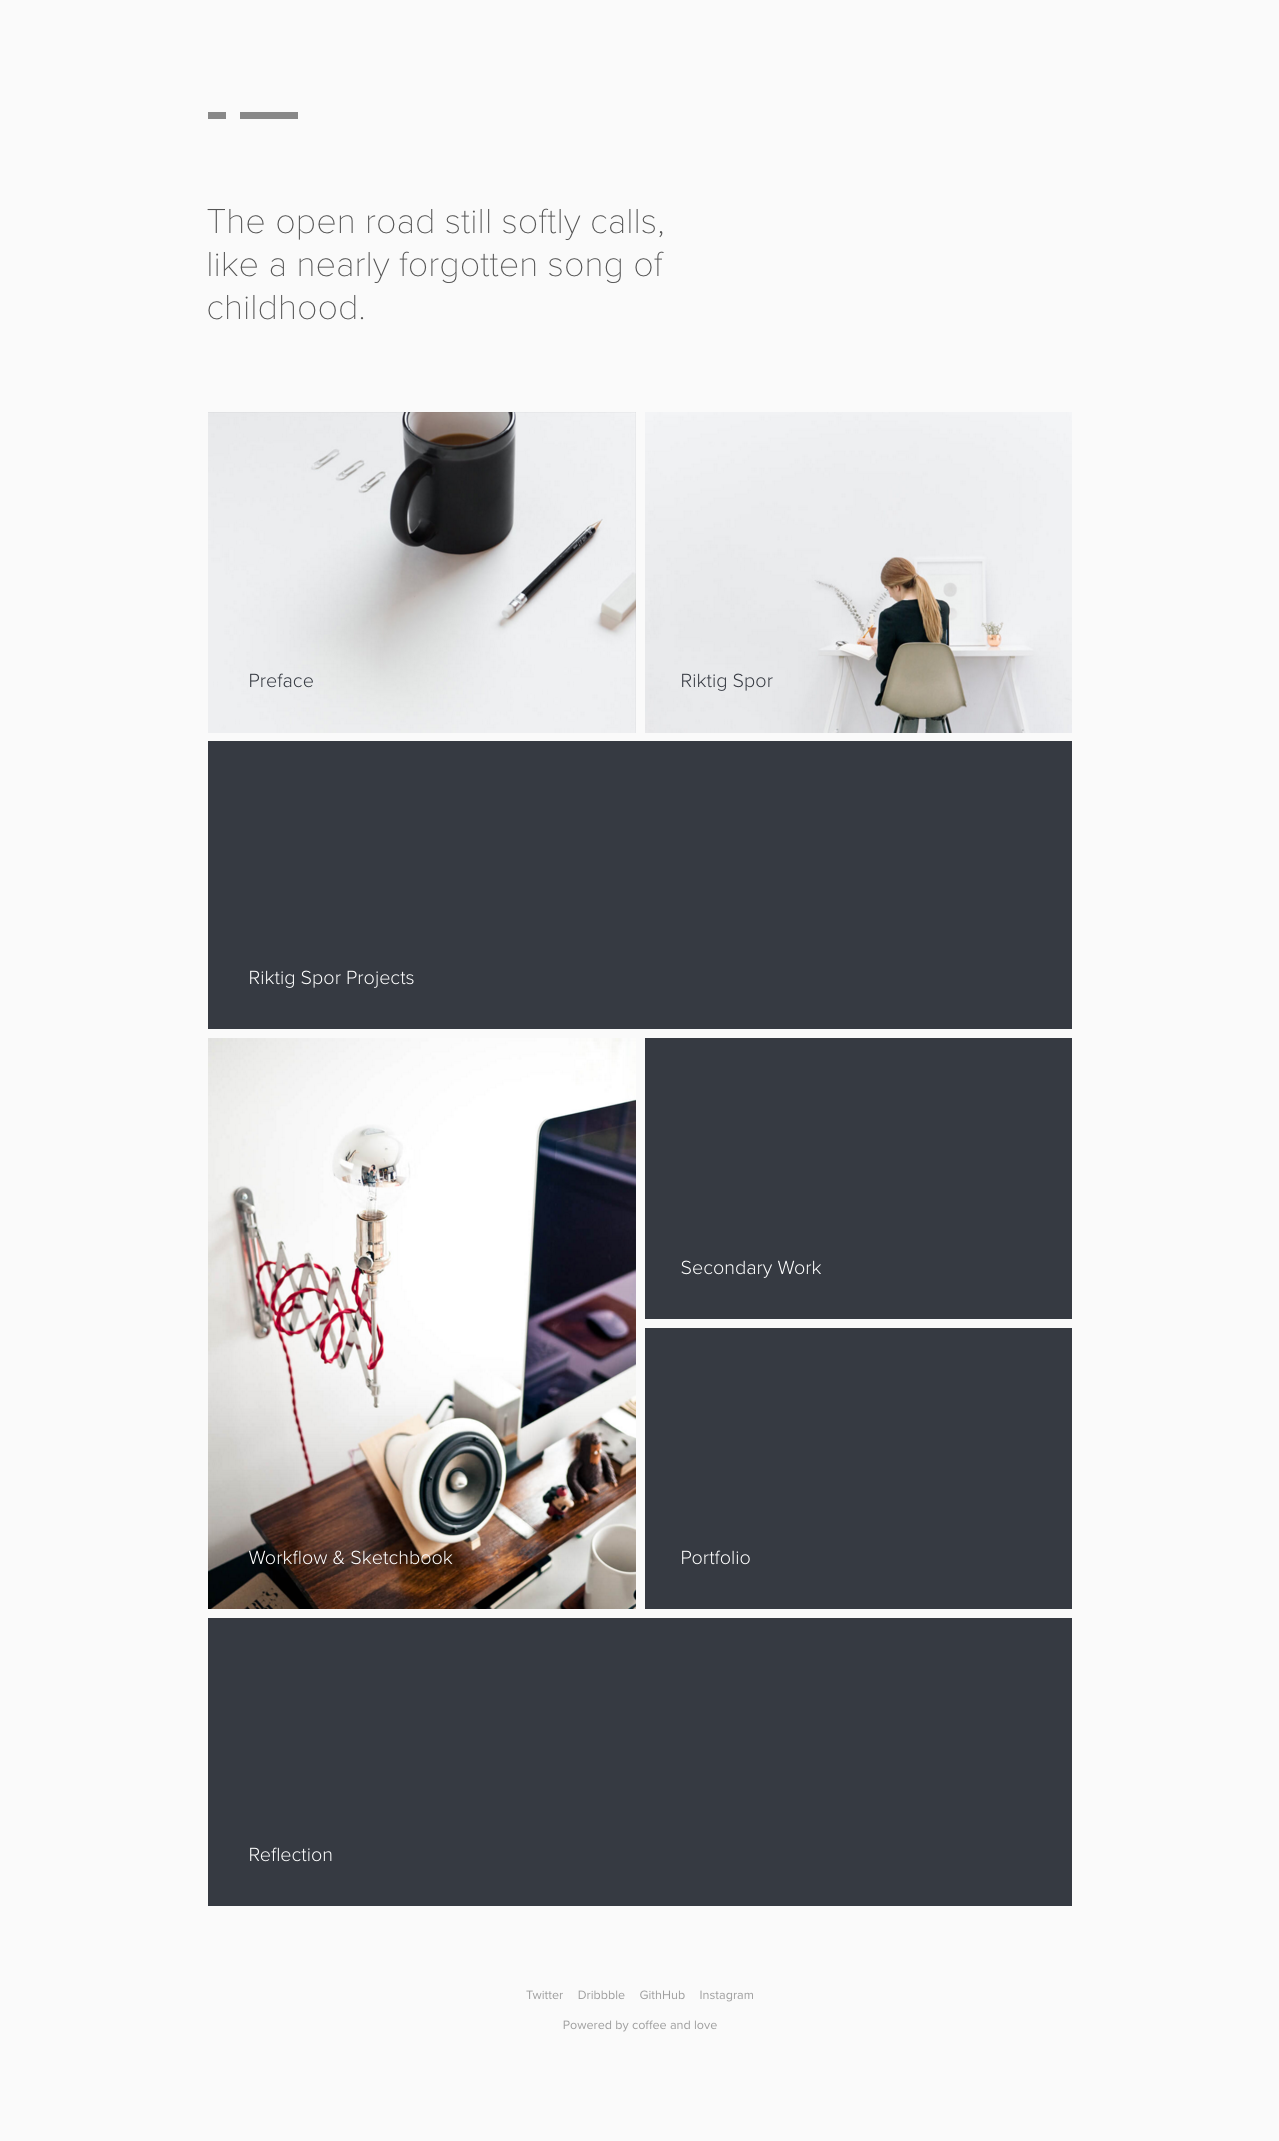 The open road still softly calls,
like a nearly forgotten song of
childhood.
Preface
Riktig Spor
Riktig Spor Projects
Workflow & Sketchbook
Secondary Work
Portfolio
Reflection
Twitter Dribbble GithHub Instagram
Powered by coffee and love